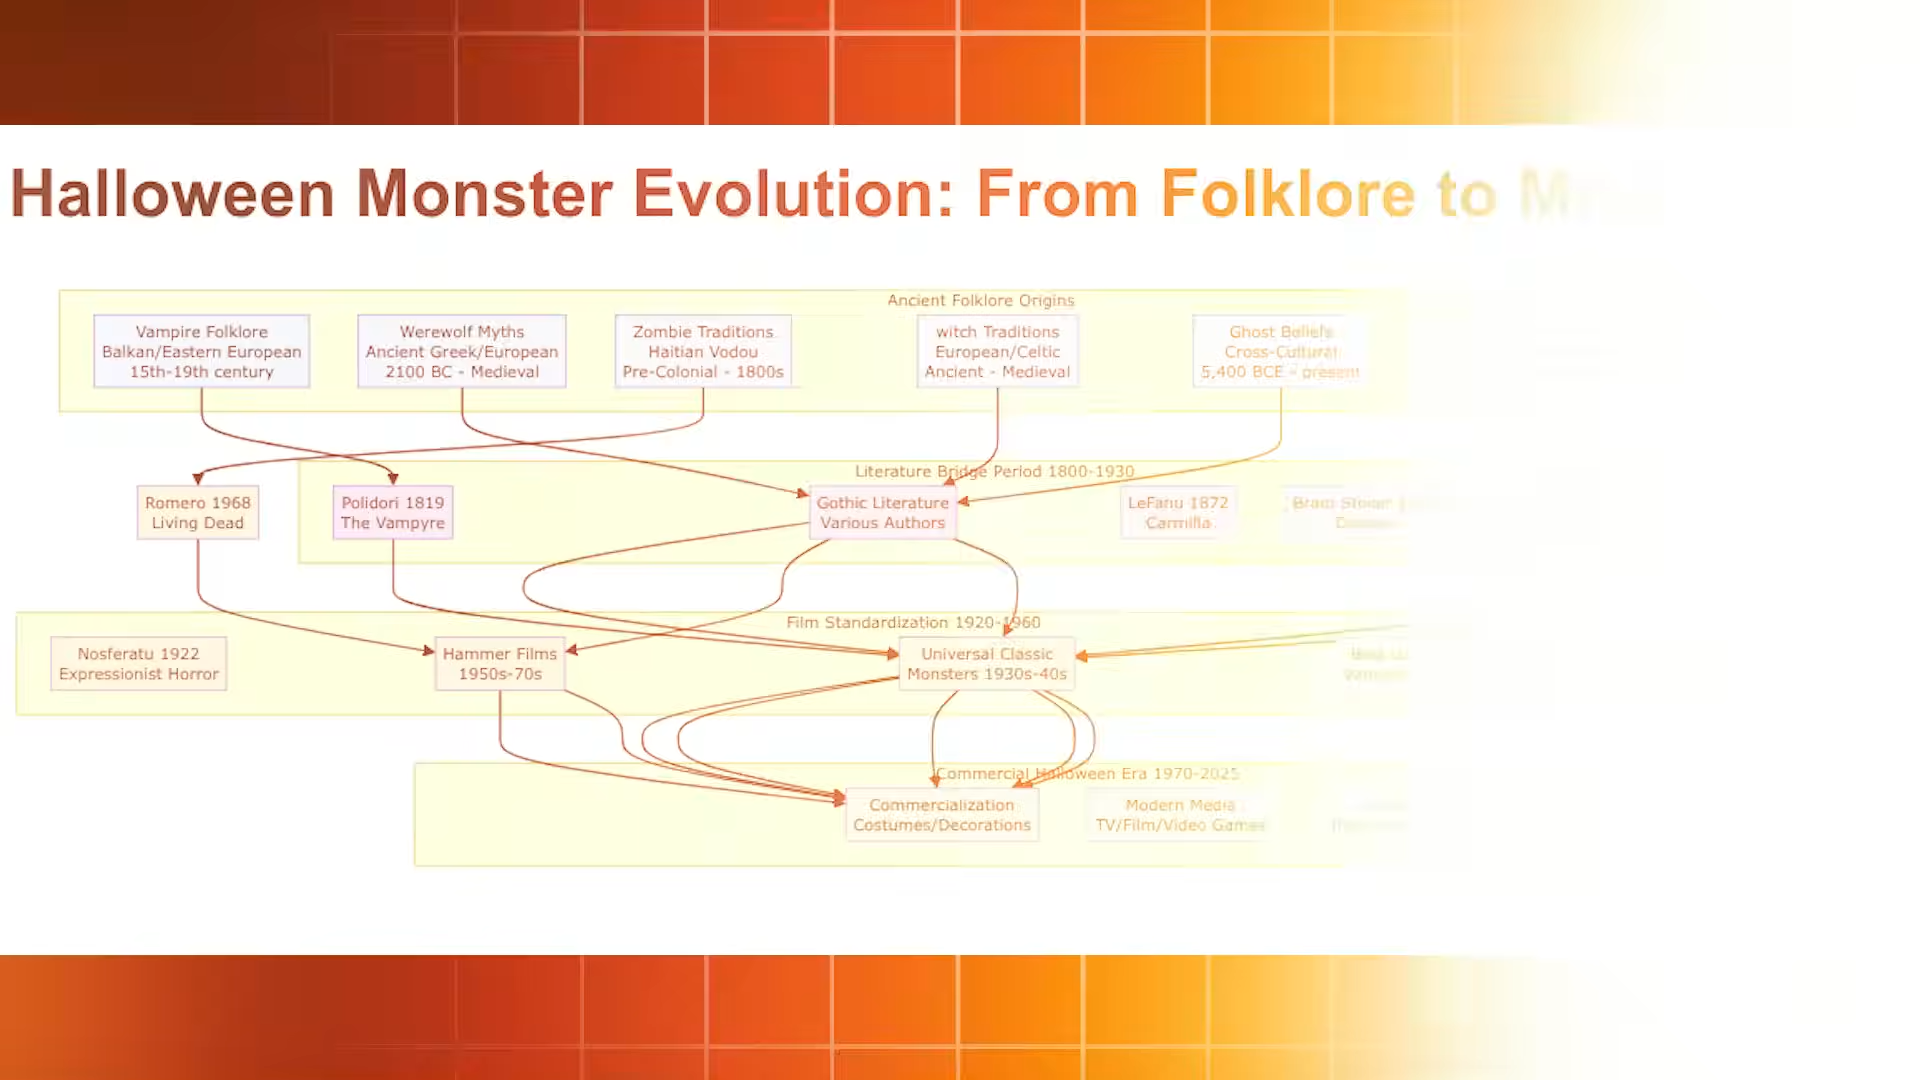 Halloween Monster Evolution: From Folklore to
Ancient Folklore Origins
Vampire Folklore
Balkan/Eastern European
15th-19th century
Werewolf Myths
Ancient Greek/European
2100 BC - Medieval
Zombie Traditions
Haitian Vodou
Pre-Colonial - 1800s
witch Traditions
European/Celtic
Ancient - Medieval
Ghost Beliefs
Cross-Cultural
5,400 BCE - present
Literature Bridge Period 1800-1930
Romero 1968
Living Dead
Polidori 1819
The Vampyre
Gothic Literature
Various Authors
LeFanu 1872
Carmilla
Bram Stoker
Film Standardization 1920-1960
Nosferatu 1922
Expressionist Horror
Hammer Films
1950s-70s
Universal Classic
Monsters 1930s-40s
Commercial Halloween Era 1970-2025
Commercialization
Costumes/Decorations
Modern Media
TV/Film/Video Games